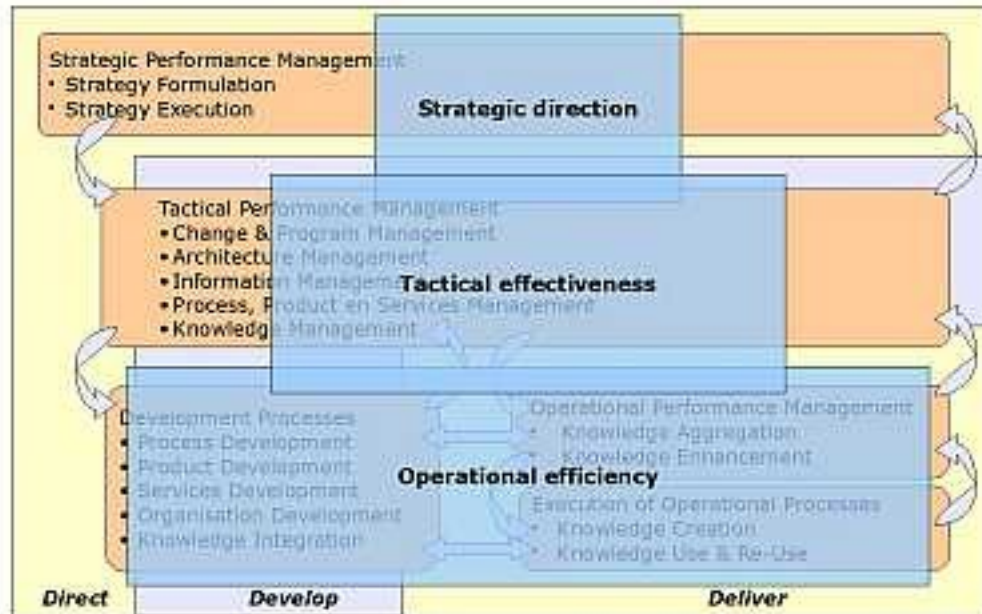 Strategic Performance Management
• Strategy Formulation
• Strategy Execution
Strategic direction
Tactical Performance Management
• Change & Program Management
• Architecture Management
• Information Management
Tactical effectiveness
• Process, Product en Services Management
• Knowledge Management
Development Processes
• Process Development
• Product Development
• Services Development
• Organisation Development
• Knowledge Integration
Operational Performance Management
• Knowledge Aggregation
• Knowledge Enhancement
Operational efficiency
Execution of Operational Processes
• Knowledge Creation
• Knowledge Use & Re-Use
Direct
Develop
Deliver